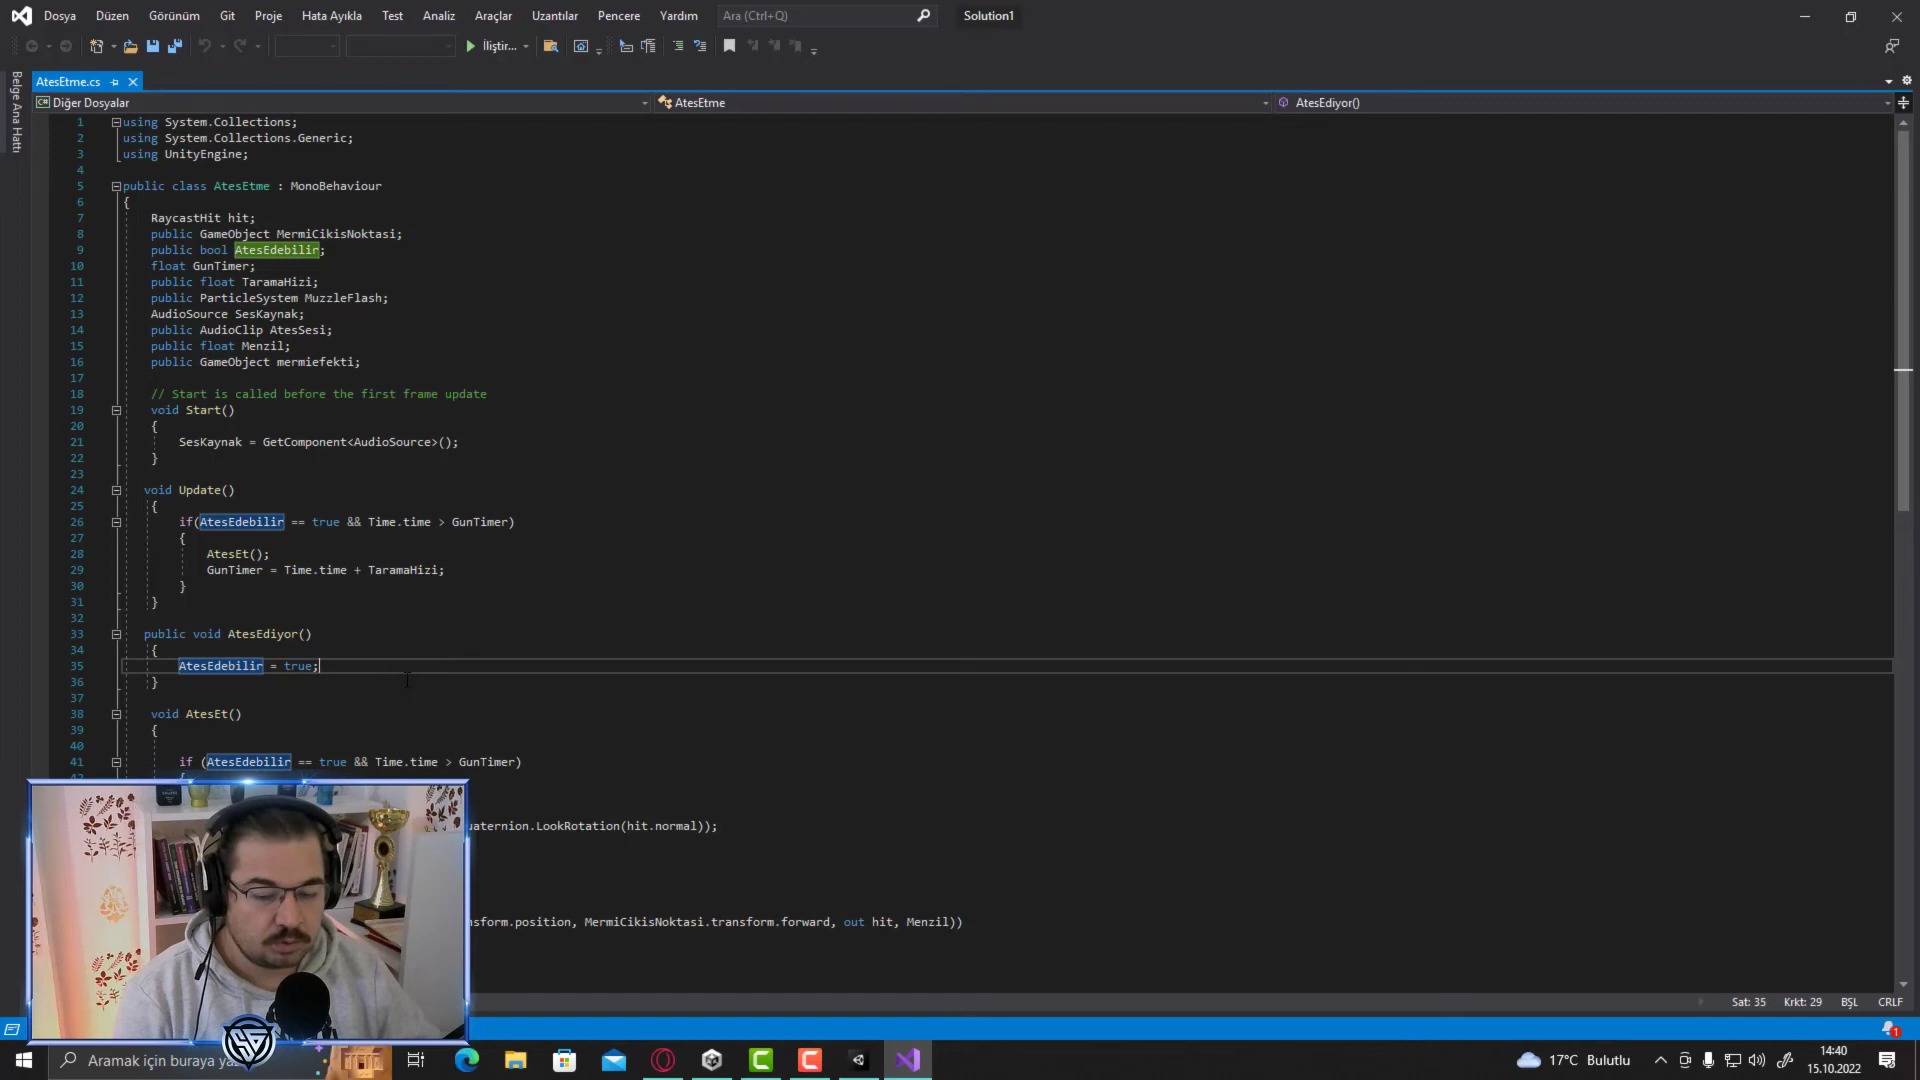 Dosya Düzen Görünüm Git Proje Hata Ayıkla Test Analiz Araçlar Uzantılar Pencere Yardım Ara (Ctrl+Q) Solution1
İliştir...
Belge Ana Hattı
AtesEtme.cs
Diğer Dosyalar AtesEtme AtesEdiyor()
1 using System.Collections;
2 using System.Collections.Generic;
3 using UnityEngine;
4
5 public class AtesEtme : MonoBehaviour
6 {
7 RaycastHit hit;
8 public GameObject MermiCikisNoktasi;
9 public bool AtesEdebilir;
10 float GunTimer;
11 public float TaramaHizi;
12 public ParticleSystem MuzzleFlash;
13 AudioSource SesKaynak;
14 public AudioClip AtesSesi;
15 public float Menzil;
16 public GameObject mermiefekti;
17
18 // Start is called before the first frame update
19 void Start()
20 {
21 SesKaynak = GetComponent<AudioSource>();
22 }
23
24 void Update()
25 {
26 if(AtesEdebilir == true && Time.time > GunTimer)
27 {
28 AtesEt();
29 GunTimer = Time.time + TaramaHizi;
30 }
31 }
32
33 public void AtesEdiyor()
34 {
35 AtesEdebilir = true;
36 }
37
38 void AtesEt()
39 {
40
41 if (AtesEdebilir == true && Time.time > GunTimer)
uaternion.LookRotation(hit.normal));
nsform.position, MermiCikisNoktasi.transform.forward, out hit, Menzil))
Sat: 35 Krkt: 29 BŞL CRLF
1
Aramak için buraya ya
17°C Bulutlu
14:40
15.10.2022